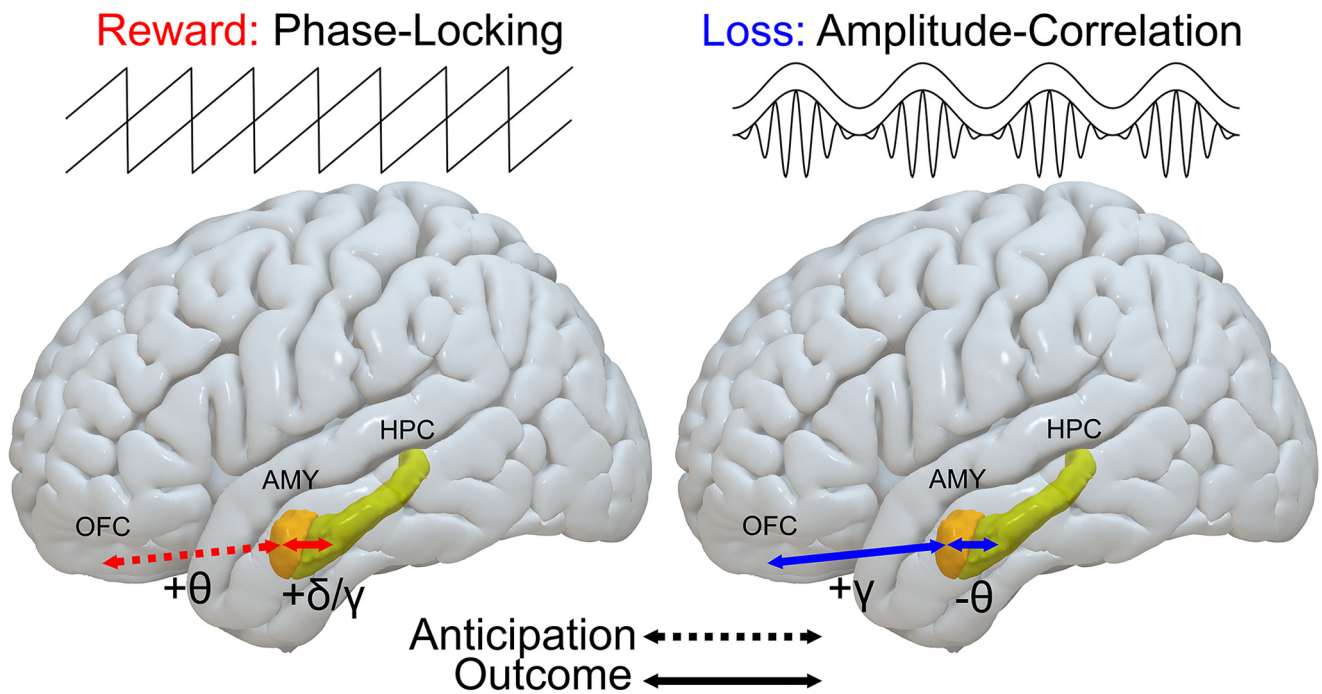 Reward: Phase-Locking
Loss: Amplitude-Correlation
HPC
AMY
OFC
+θ
+δ/γ
HPC
AMY
OFC
+γ
-θ
Anticipation
Outcome